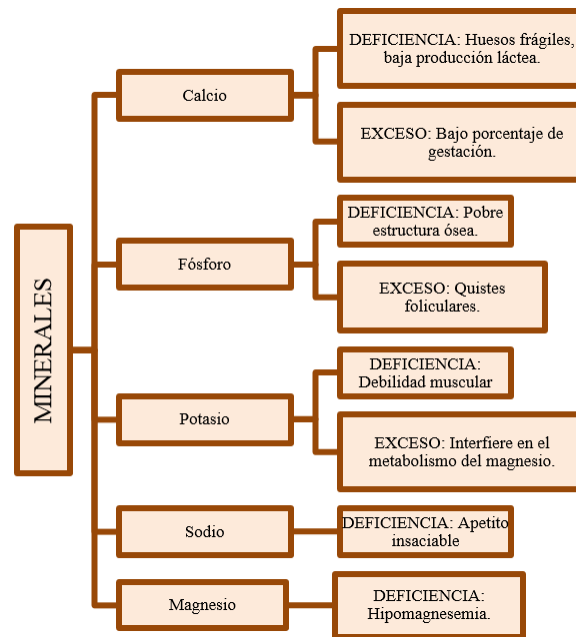 MINERALES
Calcio
DEFICIENCIA: Huesos frágiles,
baja producción láctea.
EXCESO: Bajo porcentaje de
gestación.
Fósforo
DEFICIENCIA: Pobre
estructura ósea.
EXCESO: Quistes
foliculares.
Potasio
DEFICIENCIA:
Debilidad muscular
EXCESO: Interfiere en el
metabolismo del magnesio.
Sodio
DEFICIENCIA: Apetito
insaciable
Magnesio
DEFICIENCIA:
Hipomagnesemia.